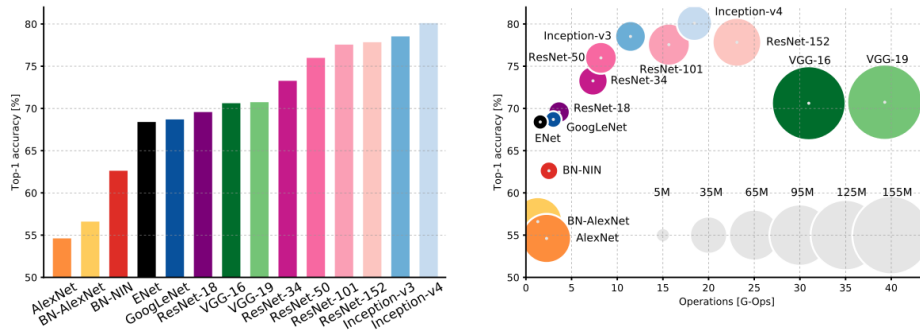 80
75
70
65
60
55
50
Top-1 accuracy [%]
AlexNet
BN-AlexNet
BN-NIN
ENet
GoogLeNet
ResNet-18
VGG-16
VGG-19
ResNet-34
ResNet-50
ResNet-101
ResNet-152
Inception-v3
Inception-v4
80
75
70
65
60
55
50
Top-1 accuracy [%]
Inception-v4
Inception-v3
ResNet-152
ResNet-50
VGG-16 VGG-19
ResNet-101
ResNet-34
ResNet-18
GoogLeNet
ENet
BN-NIN
5M 35M 65M 95M 125M 155M
BN-AlexNet
AlexNet
0 5 10 15 20 25 30 35 40
Operations [G-Ops]